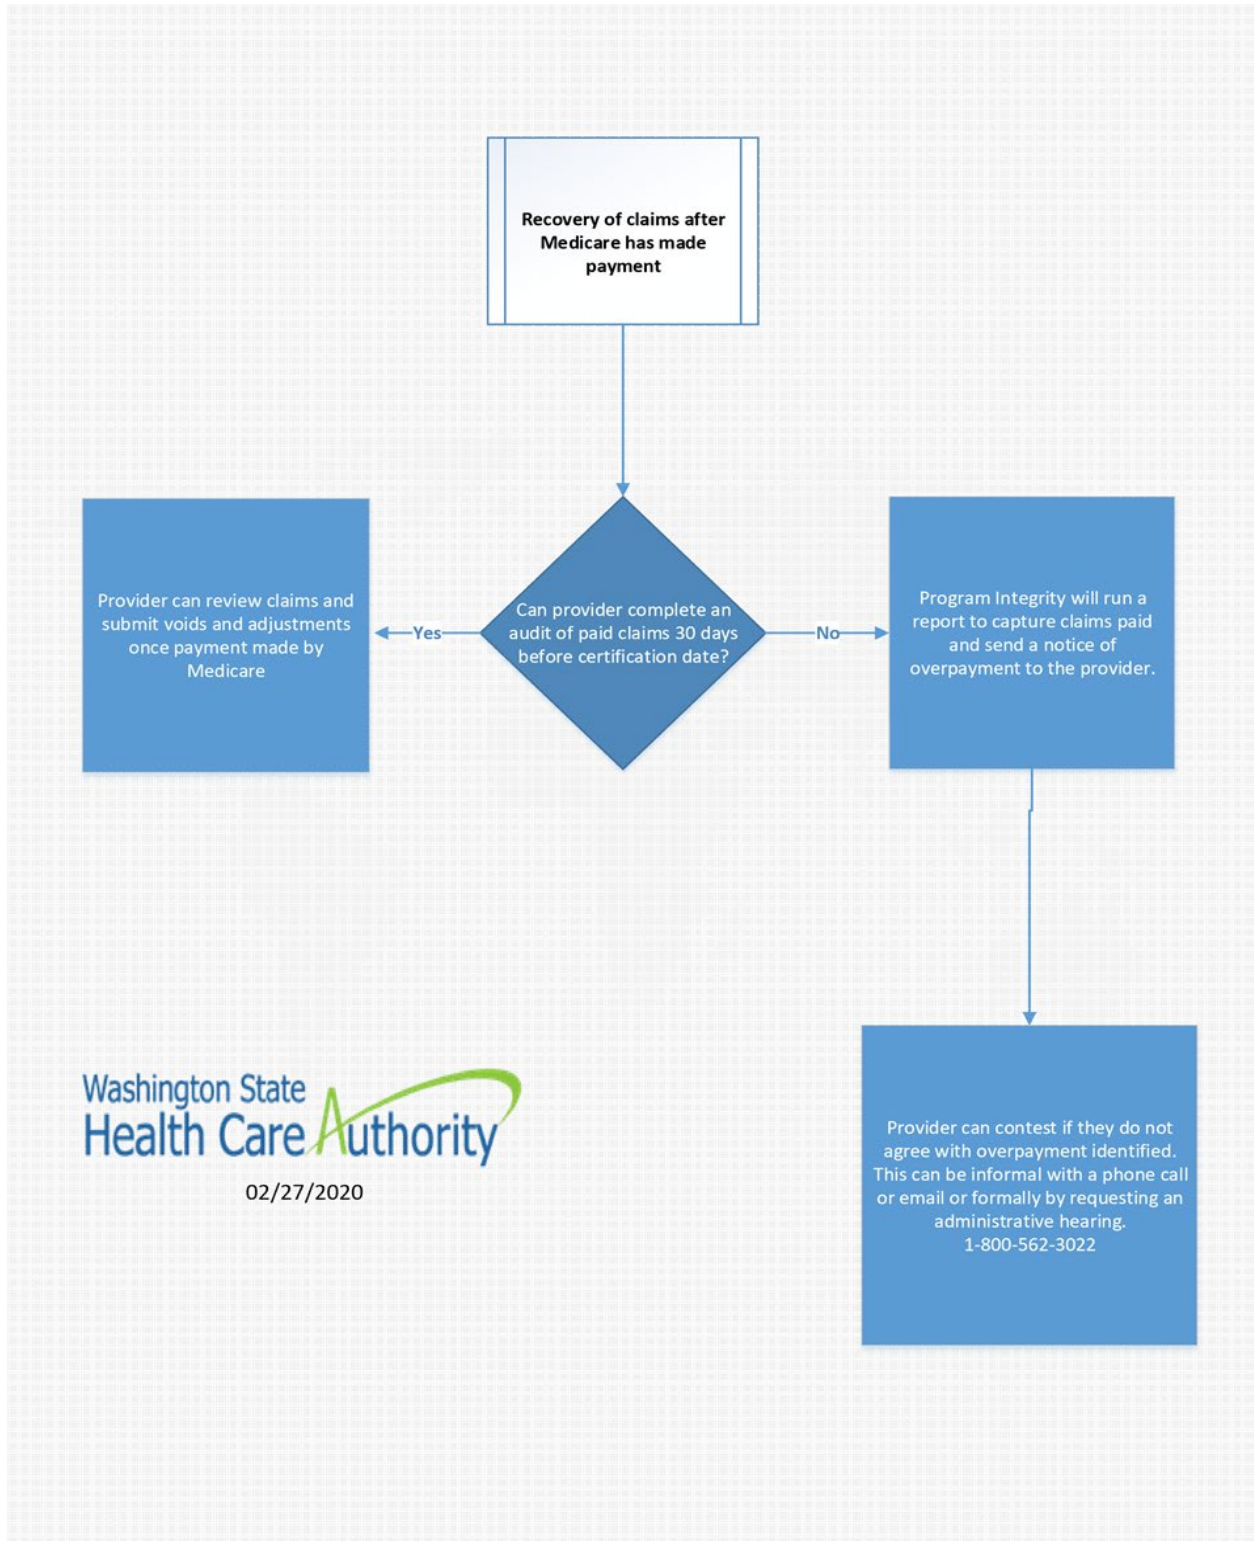 Recovery of claims after
Medicare has made
payment
Provider can review claims and
submit voids and adjustments
once payment made by
Medicare
Yes
Can provider complete an
audit of paid claims 30 days
before certification date?
No
Program Integrity will run a
report to capture claims paid
and send a notice of
overpayment to the provider.
Provider can contest if they do not
agree with overpayment identified.
This can be informal with a phone call
or email or formally by requesting an
administrative hearing.
1-800-562-3022
Washington State
Health Care Authority
02/27/2020